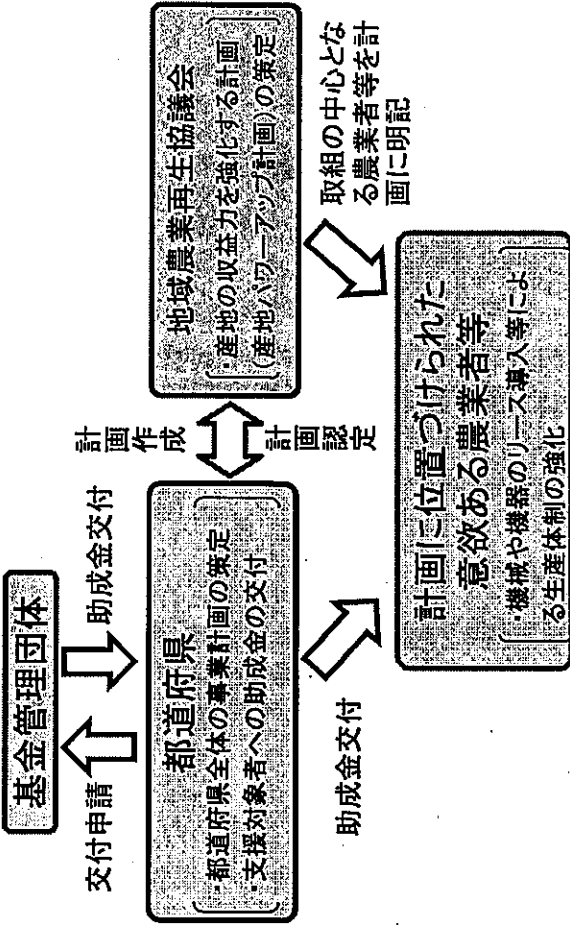 基金管理団体
交付申請
助成金交付
都道府県
・都道府県全体の事業計画の策定
・支援対象者への助成金の交付
計画作成
計画認定
地域農業再生協議会
・産地の収益力を強化する計画
(産地パワーアップ計画)の策定
助成金交付
取組の中心とな
る農業者等を計
画に明記
計画に位置づけられた
意欲ある農業者等
・機械や機器のリース導入等によ
る生産体制の強化